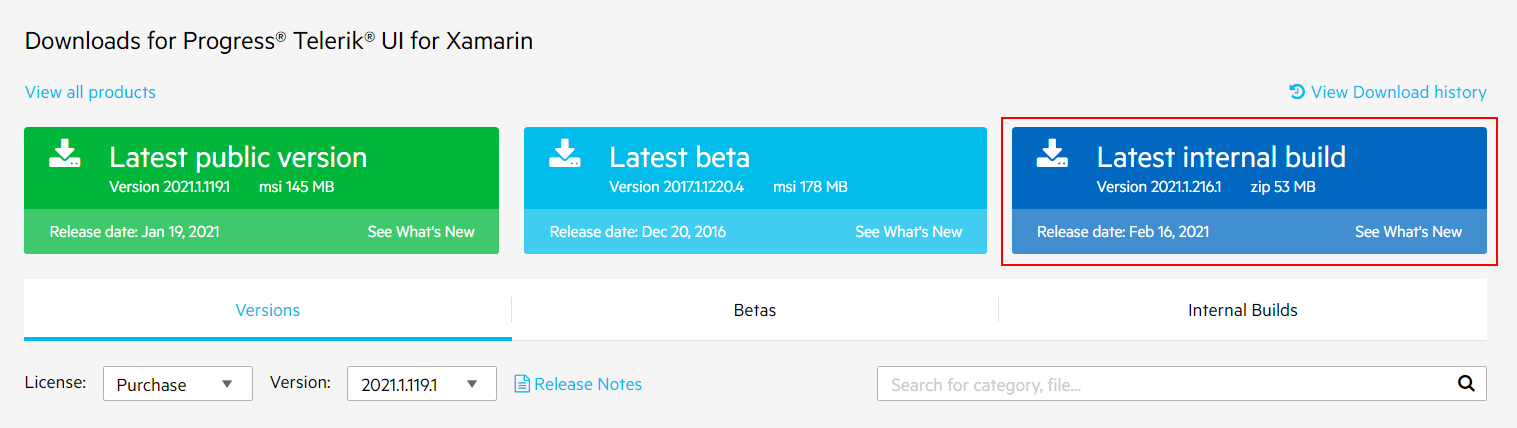 Downloads for Progress® Telerik® UI for Xamarin
View all products
View Download history
Latest public version
Version 2021.1.119.1 msi 145 MB
Release date: Jan 19, 2021 See What's New
Latest beta
Version 2017.1.1220.4 msi 178 MB
Release date: Dec 20, 2016 See What's New
Latest internal build
Version 2021.1.216.1 zip 53 MB
Release date: Feb 16, 2021 See What's New
Versions Betas Internal Builds
License: Purchase Version: 2021.1.119.1 Release Notes Search for category, file...